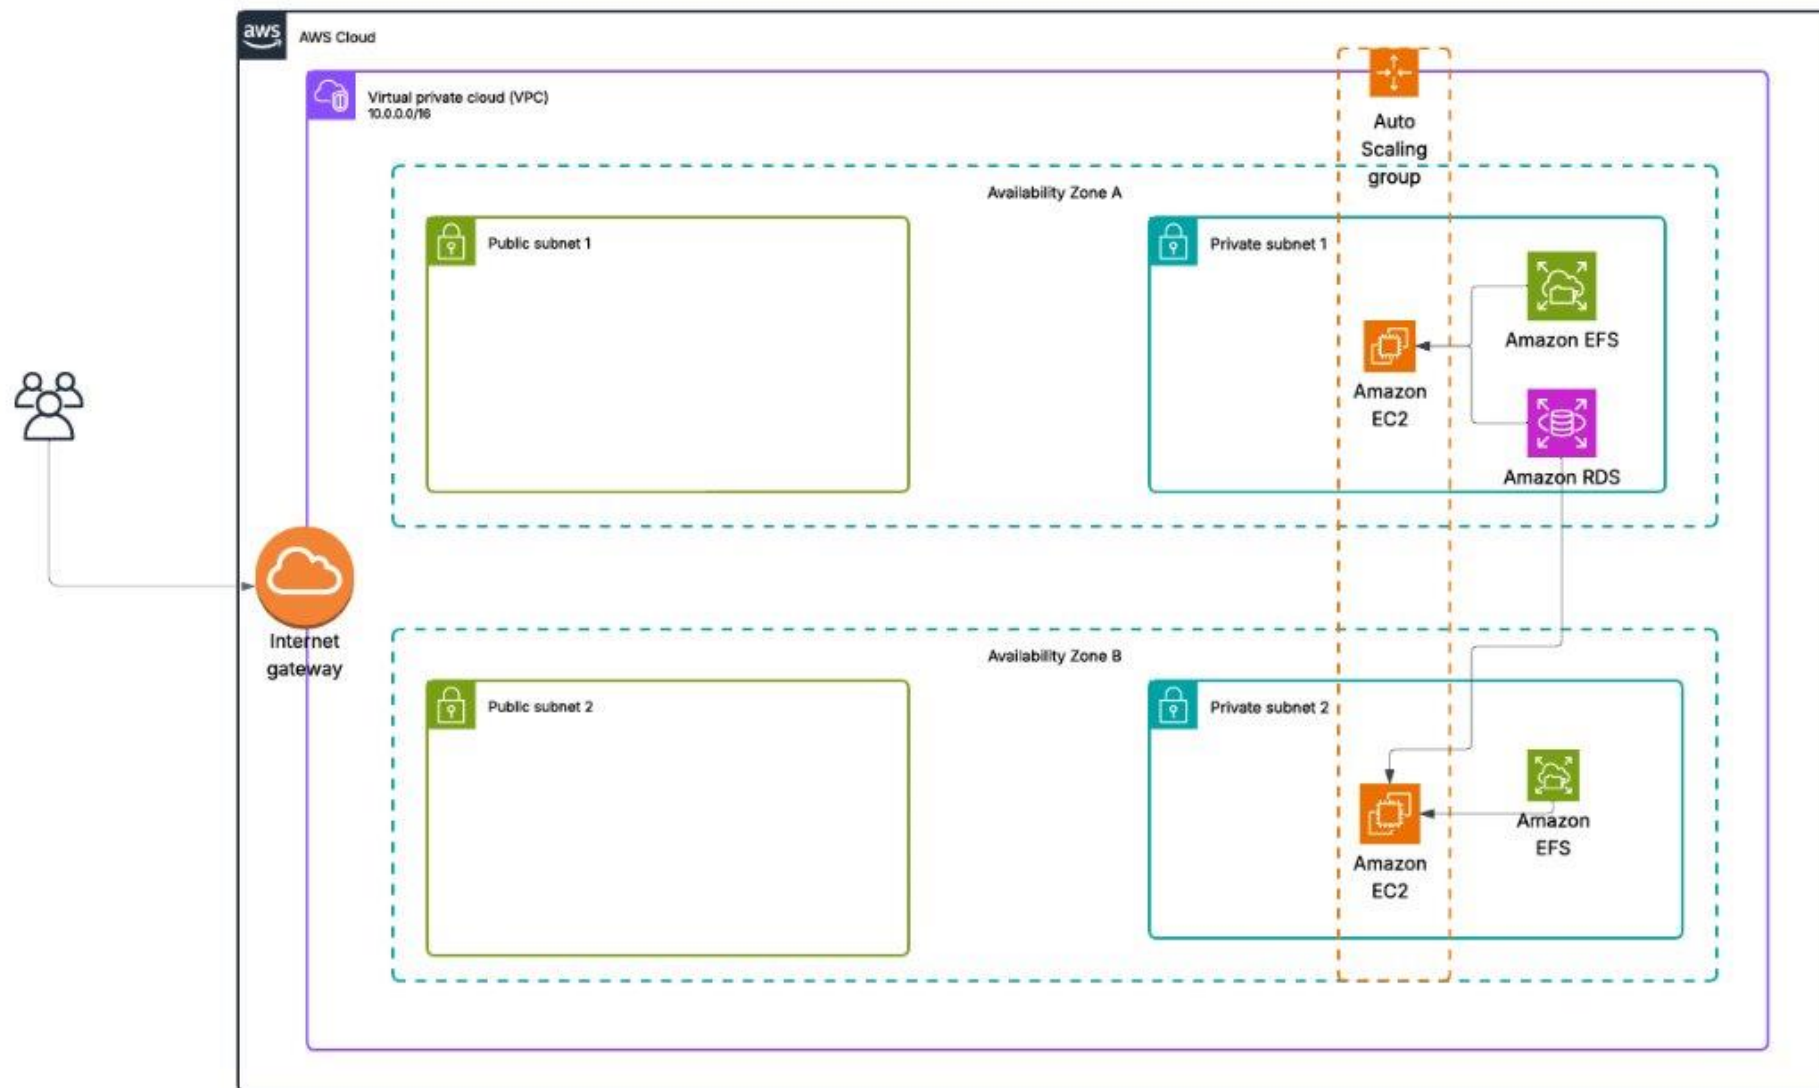 aws
AWS Cloud
Virtual private cloud (VPC)
10.0.0.0/16
Auto
Scaling
group
Availability Zone A
Public subnet 1
Private subnet 1
Amazon EFS
Amazon
EC2
Amazon RDS
Internet
gateway
Availability Zone B
Public subnet 2
Private subnet 2
Amazon
EFS
Amazon
EC2